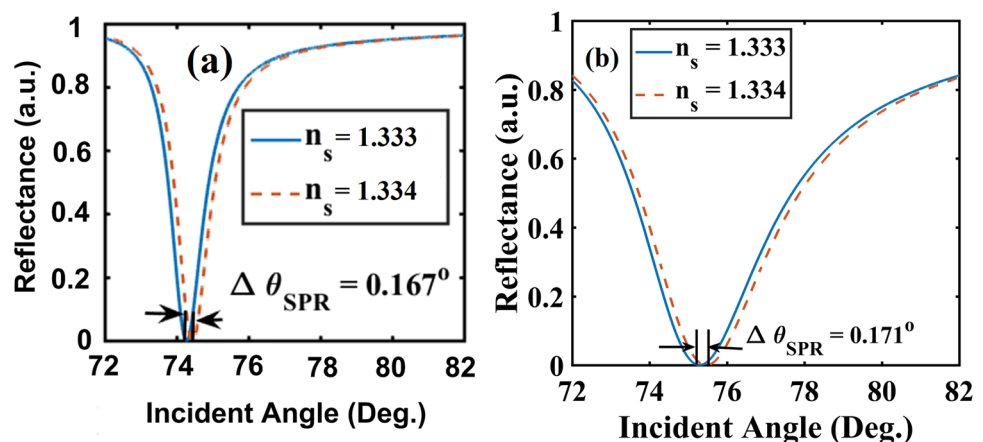 (a)
n_s = 1.333
n_s = 1.334
Δ θ_SPR = 0.167°
1
0.8
0.6
0.4
0.2
0
72 74 76 78 80 82
Reflectance (a.u.)
Incident Angle (Deg.)
(b)
n_s = 1.333
n_s = 1.334
Δ θ_SPR = 0.171°
1
0.8
0.6
0.4
0.2
0
72 74 76 78 80 82
Reflectance (a.u.)
Incident Angle (Deg.)